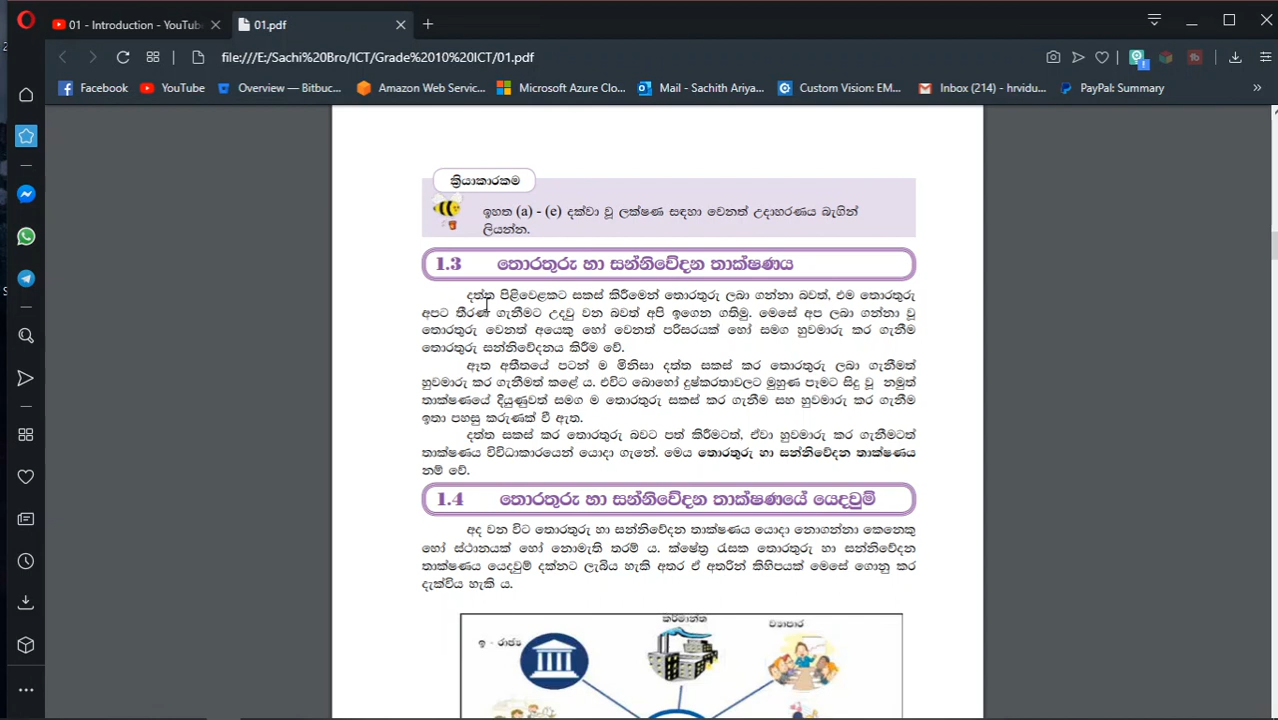 01 - Introduction - YouTube
01.pdf
file:///E:/Sachi%20Bro/ICT/Grade%2010%20ICT/01.pdf
1
Facebook
YouTube
Overview — Bitbuc...
Amazon Web Servic...
Microsoft Azure Clo...
Mail - Sachith Ariya...
Custom Vision: EM...
Inbox (214) - hrvidu...
PayPal: Summary
ක්‍රියාකාරකම
ඉහත (a) - (e) දක්වා වූ ලක්ෂණ සඳහා වෙනත් උදාහරණය බැගින්
ලියන්න.
1.3 තොරතුරු හා සන්නිවේදන තාක්ෂණය
දත්ත පිළිවෙළකට සකස් කිරීමෙන් තොරතුරු ලබා ගන්නා බවත්, එම තොරතුරු
අපට තීරණ ගැනීමට උදවු වන බවත් අපි ඉගෙන ගතිමු. මෙසේ අප ලබා ගන්නා වූ
තොරතුරු වෙනත් අයෙකු හෝ වෙනත් පරිසරයක් හෝ සමග හුවමාරු කර ගැනීම
තොරතුරු සන්නිවේදනය කිරීම වේ.
ඈත අතීතයේ පටන් ම මිනිසා දත්ත සකස් කර තොරතුරු ලබා ගැනීමත්
හුවමාරු කර ගැනීමත් කළේ ය. එවිට බොහෝ දුෂ්කරතාවලට මුහුණ පෑමට සිදු වූ නමුත්
තාක්ෂණයේ දියුණුවත් සමග ම තොරතුරු සකස් කර ගැනීම සහ හුවමාරු කර ගැනීම
ඉතා පහසු කරුණක් වී ඇත.
දත්ත සකස් කර තොරතුරු බවට පත් කිරීමටත්, ඒවා හුවමාරු කර ගැනීමටත්
තාක්ෂණය විවිධාකාරයෙන් යොදා ගැනේ. මෙය තොරතුරු හා සන්නිවේදන තාක්ෂණය
නම් වේ.
1.4 තොරතුරු හා සන්නිවේදන තාක්ෂණයේ යෙදවුම්
අද වන විට තොරතුරු හා සන්නිවේදන තාක්ෂණය යොදා නොගන්නා කෙනෙකු
හෝ ස්ථානයක් හෝ නොමැති තරම් ය. ක්ෂේත්‍ර රැසක තොරතුරු හා සන්නිවේදන
තාක්ෂණය යෙදවුම් දක්නට ලැබිය හැකි අතර ඒ අතරින් කිහිපයක් මෙසේ ගොනු කර
දැක්විය හැකි ය.
ඉ - රාජ්‍ය
කර්මාන්ත
ව්‍යාපාර